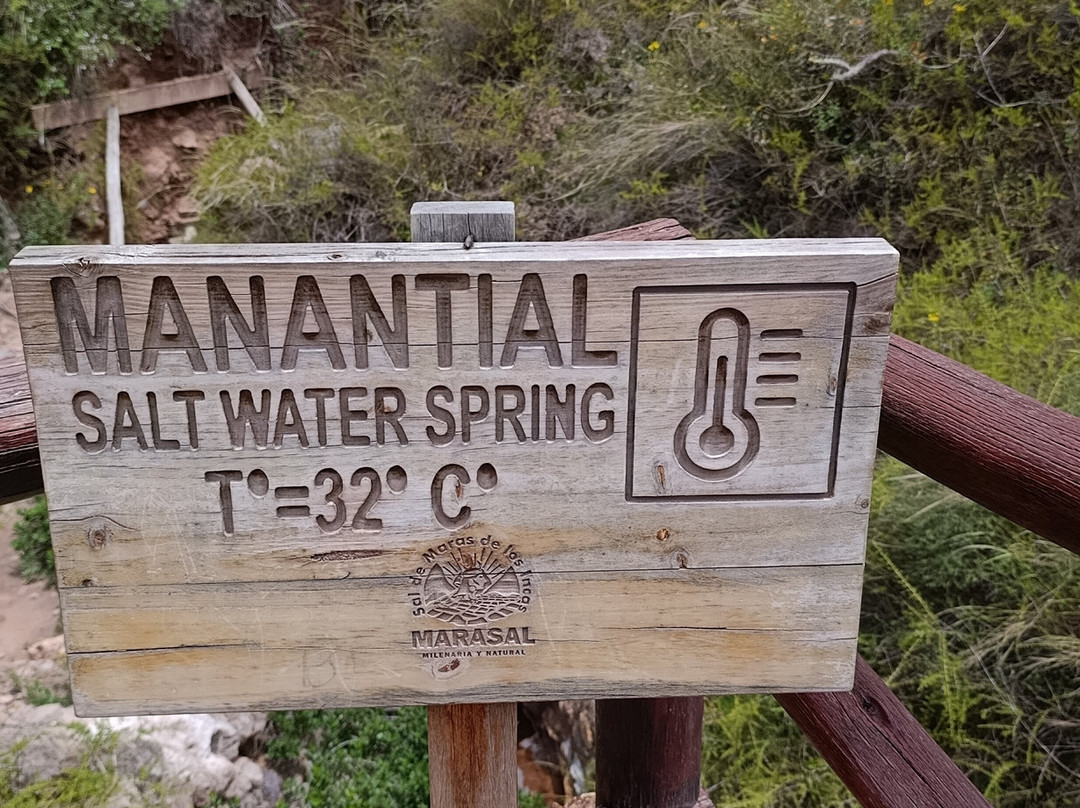 MANANTIAL
SALT WATER SPRING
T°=32° C°
Sal de Maras de los Incas
MARASAL
MILENARIA Y NATURAL